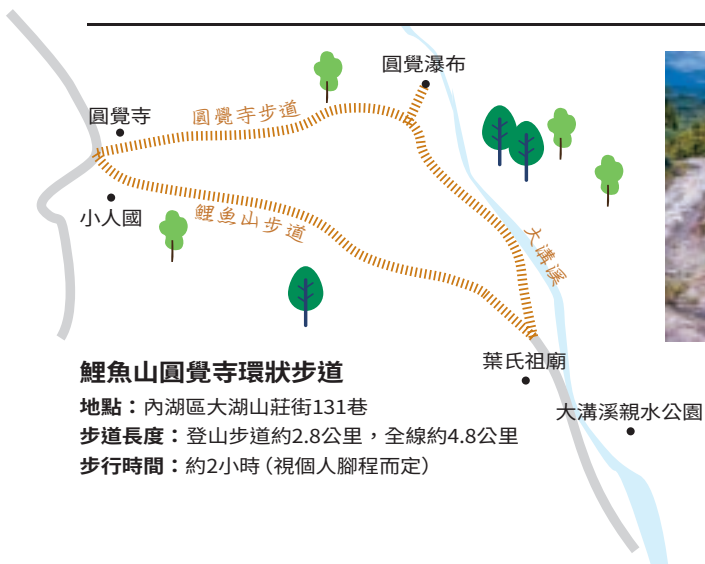 圓覺瀑布
圓覺寺
圓覺寺步道
小人國
鯉魚山步道
大溝溪
葉氏祖廟
大溝溪親水公園
鯉魚山圓覺寺環狀步道
地點：內湖區大湖山莊街131巷
步道長度：登山步道約2.8公里，全線約4.8公里
步行時間：約2小時（視個人腳程而定）